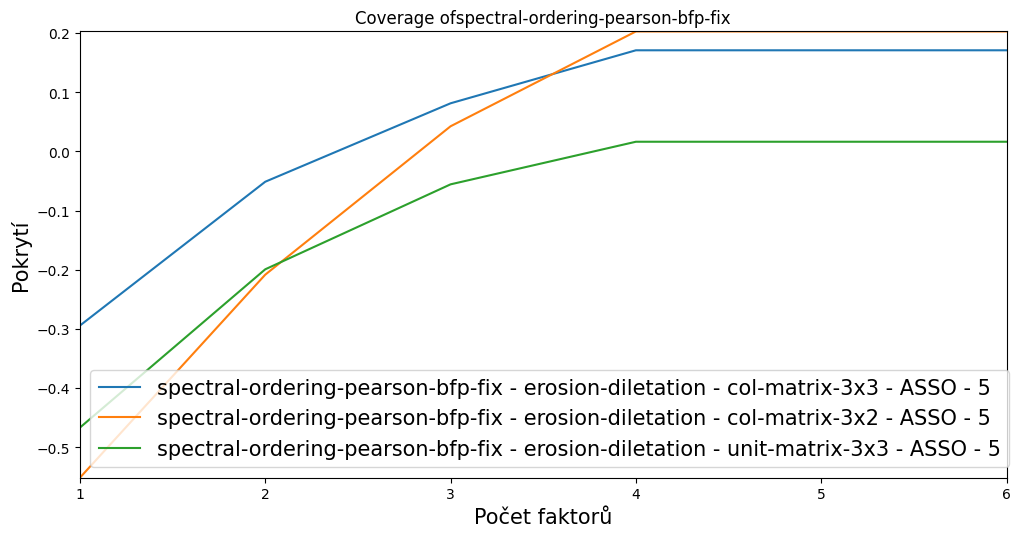 Coverage ofspectral-ordering-pearson-bfp-fix
0.2
0.1
0.0
−0.1
−0.2
−0.3
−0.4
−0.5
Pokrytí
spectral-ordering-pearson-bfp-fix - erosion-diletation - col-matrix-3x3 - ASSO - 5
spectral-ordering-pearson-bfp-fix - erosion-diletation - col-matrix-3x2 - ASSO - 5
spectral-ordering-pearson-bfp-fix - erosion-diletation - unit-matrix-3x3 - ASSO - 5
1 2 3 4 5 6
Počet faktorů